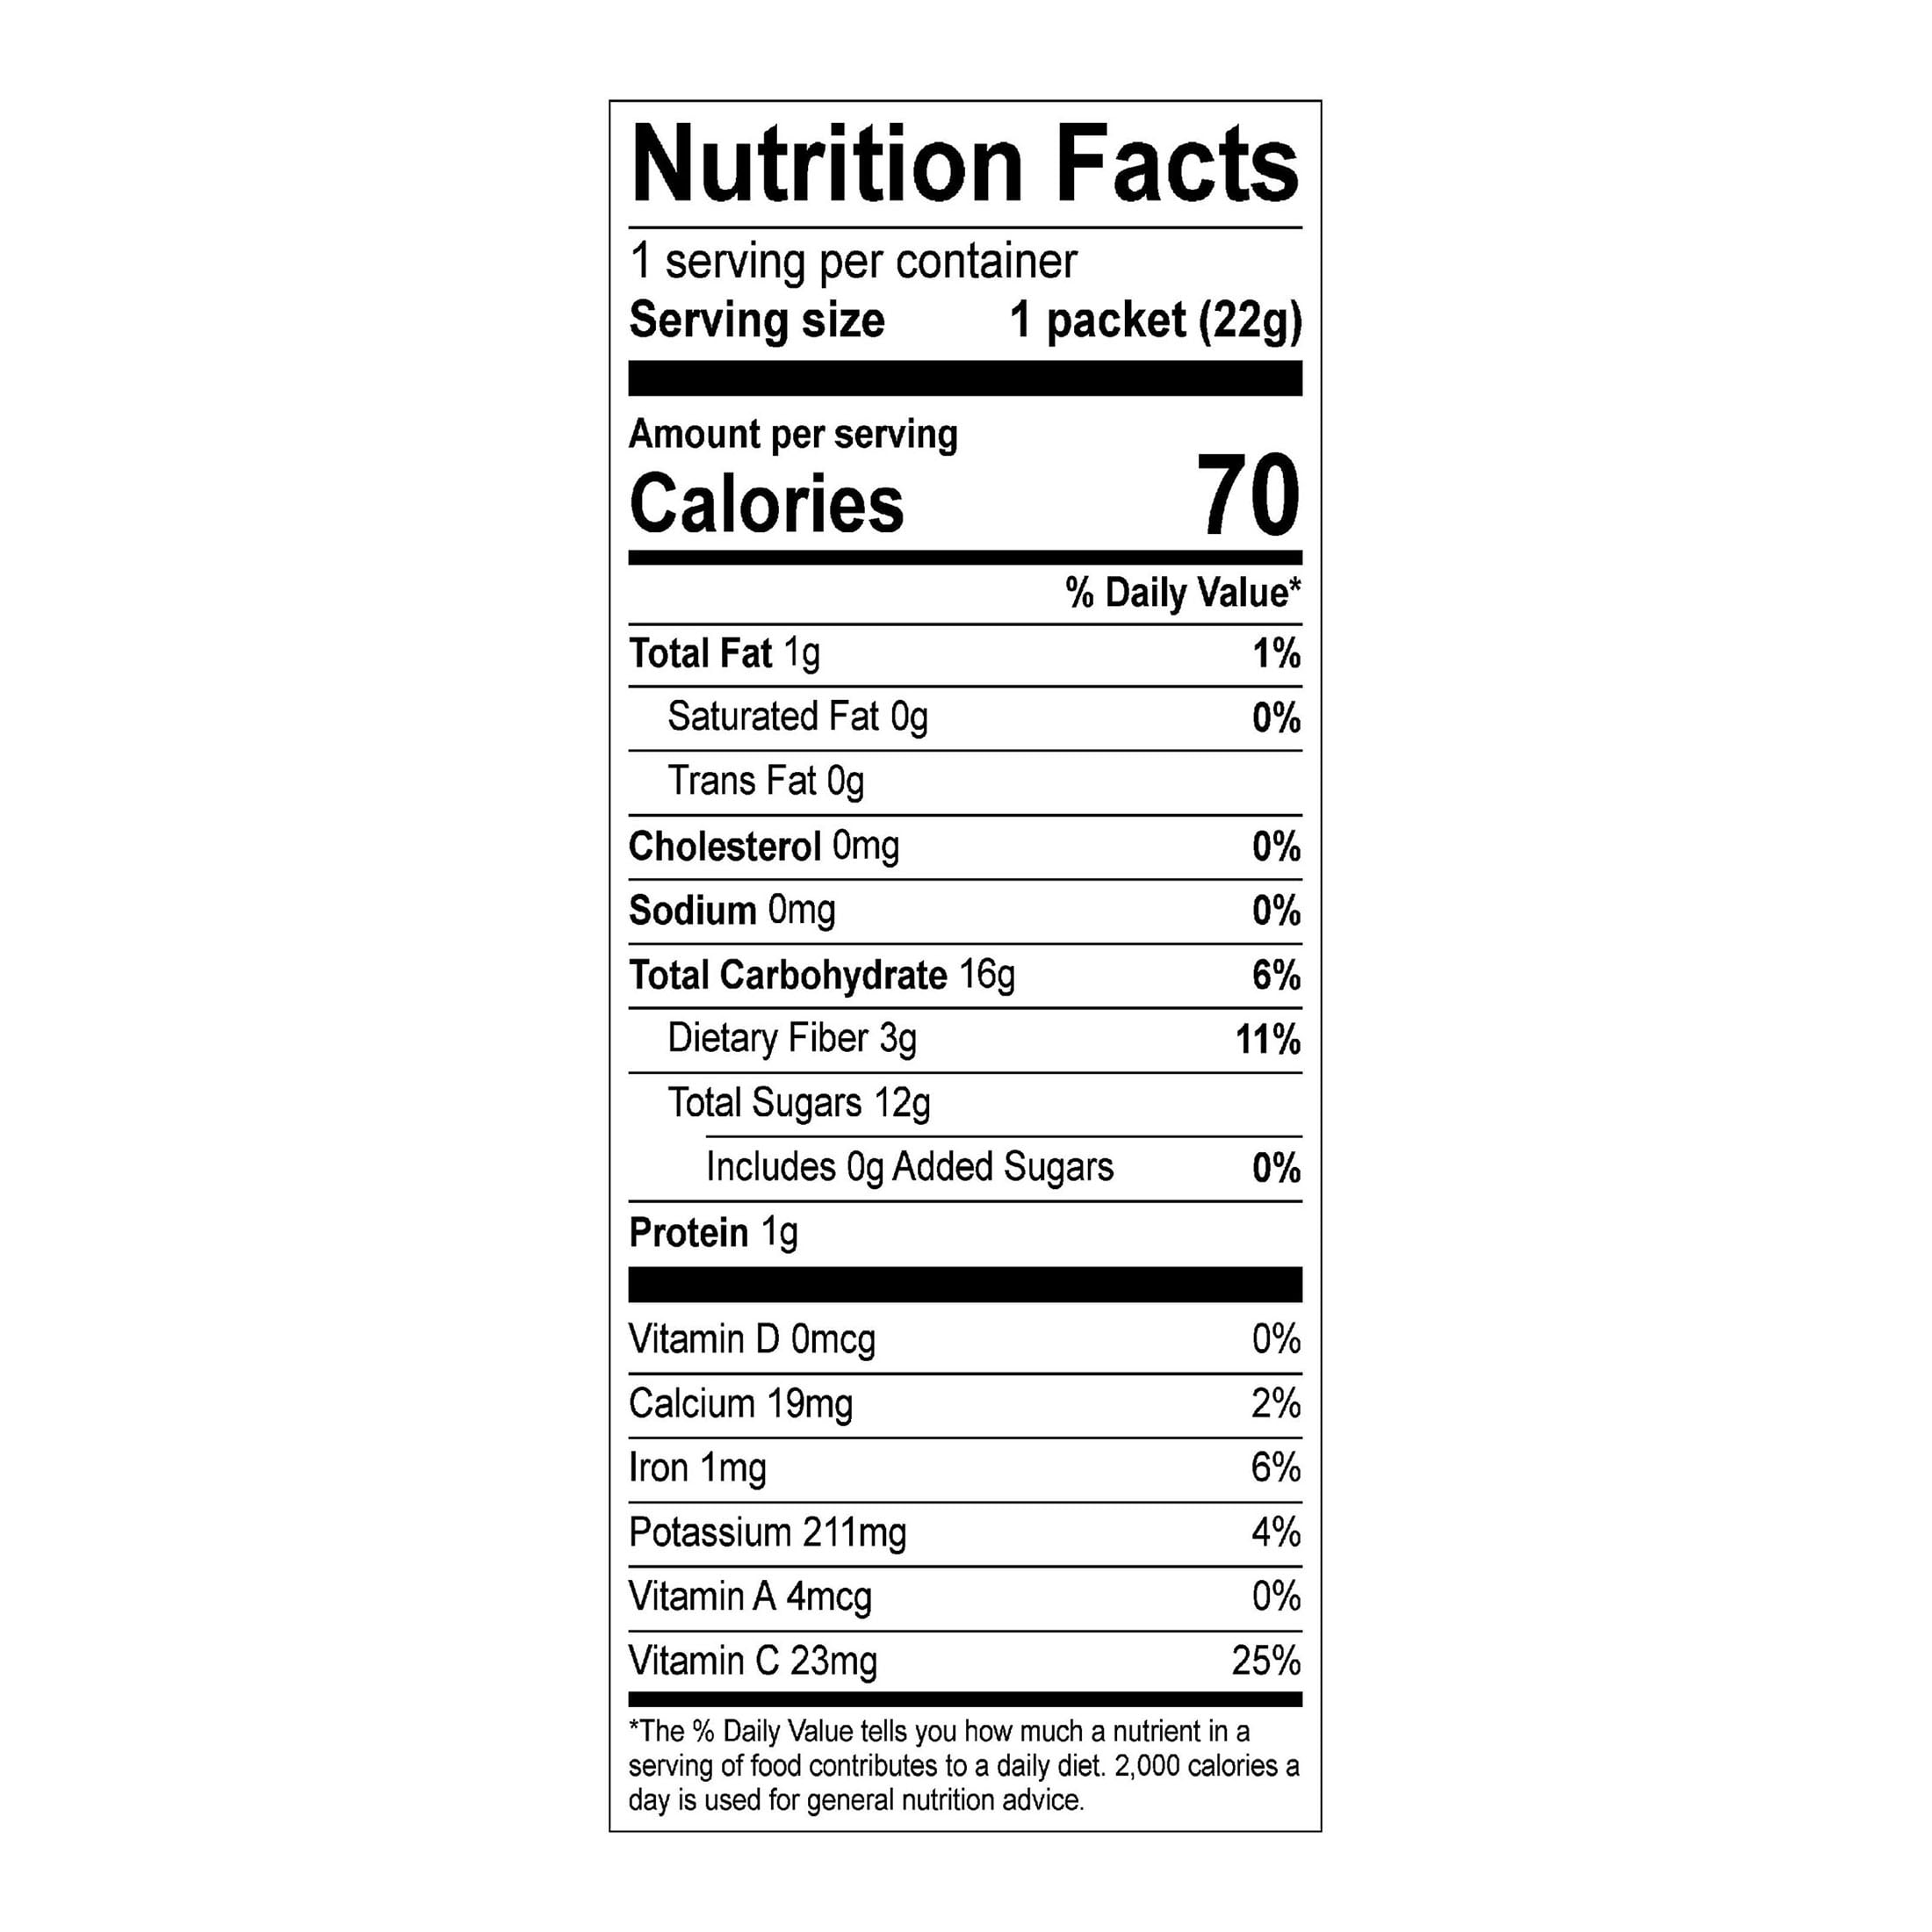 Nutrition Facts
1 serving per container
Serving size 1 packet (22g)
Amount per serving
Calories 70
% Daily Value*
Total Fat 1g 1%
Saturated Fat 0g 0%
Trans Fat 0g
Cholesterol 0mg 0%
Sodium 0mg 0%
Total Carbohydrate 16g 6%
Dietary Fiber 3g 11%
Total Sugars 12g
Includes 0g Added Sugars 0%
Protein 1g
Vitamin D 0mcg 0%
Calcium 19mg 2%
Iron 1mg 6%
Potassium 211mg 4%
Vitamin A 4mcg 0%
Vitamin C 23mg 25%
*The % Daily Value tells you how much a nutrient in a
serving of food contributes to a daily diet. 2,000 calories a
day is used for general nutrition advice.